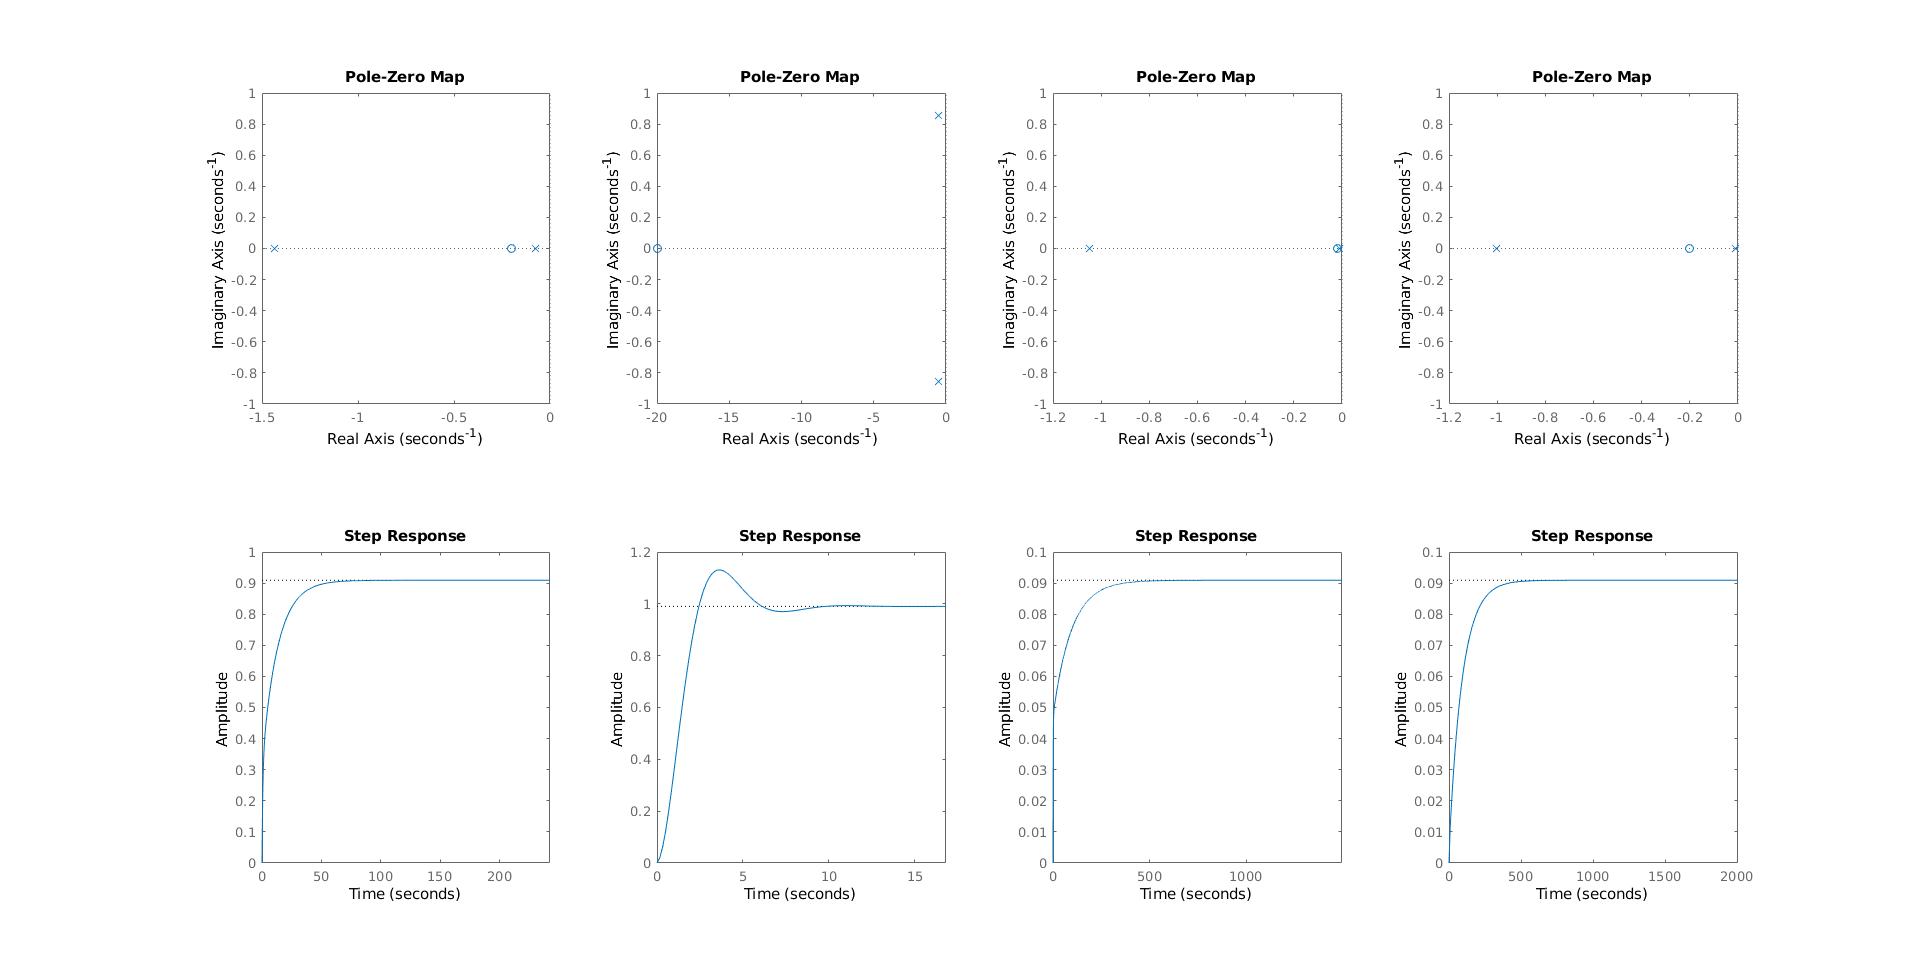 Pole-Zero Map Pole-Zero Map Pole-Zero Map Pole-Zero Map
1 1 1 1
0.8 0.8 0.8 0.8
0.6 0.6 0.6 0.6
0.4 0.4 0.4 0.4
0.2 0.2 0.2 0.2
0 0 0 0
-0.2 -0.2 -0.2 -0.2
-0.4 -0.4 -0.4 -0.4
-0.6 -0.6 -0.6 -0.6
-0.8 -0.8 -0.8 -0.8
-1 -1 -1 -1
Imaginary Axis (seconds-1) Imaginary Axis (seconds-1) Imaginary Axis (seconds-1) Imaginary Axis (seconds-1)
-1.5 -1 -0.5 0 -20 -15 -10 -5 0 -1.2 -1 -0.8 -0.6 -0.4 -0.2 0 -1.2 -1 -0.8 -0.6 -0.4 -0.2 0
Real Axis (seconds-1) Real Axis (seconds-1) Real Axis (seconds-1) Real Axis (seconds-1)
Step Response Step Response Step Response Step Response
1 1.2 0.1 0.1
0.9 1 0.09 0.09
0.8 0.8 0.08 0.08
0.7 0.6 0.07 0.07
0.6 0.4 0.06 0.06
0.5 0.2 0.05 0.05
0.4 0 0.04 0.04
0.3 0.03 0.03
0.2 0.02 0.02
0.1 0.01 0.01
0 0 0
Amplitude Amplitude Amplitude Amplitude
0 50 100 150 200 0 5 10 15 0 500 1000 0 500 1000 1500 2000
Time (seconds) Time (seconds) Time (seconds) Time (seconds)